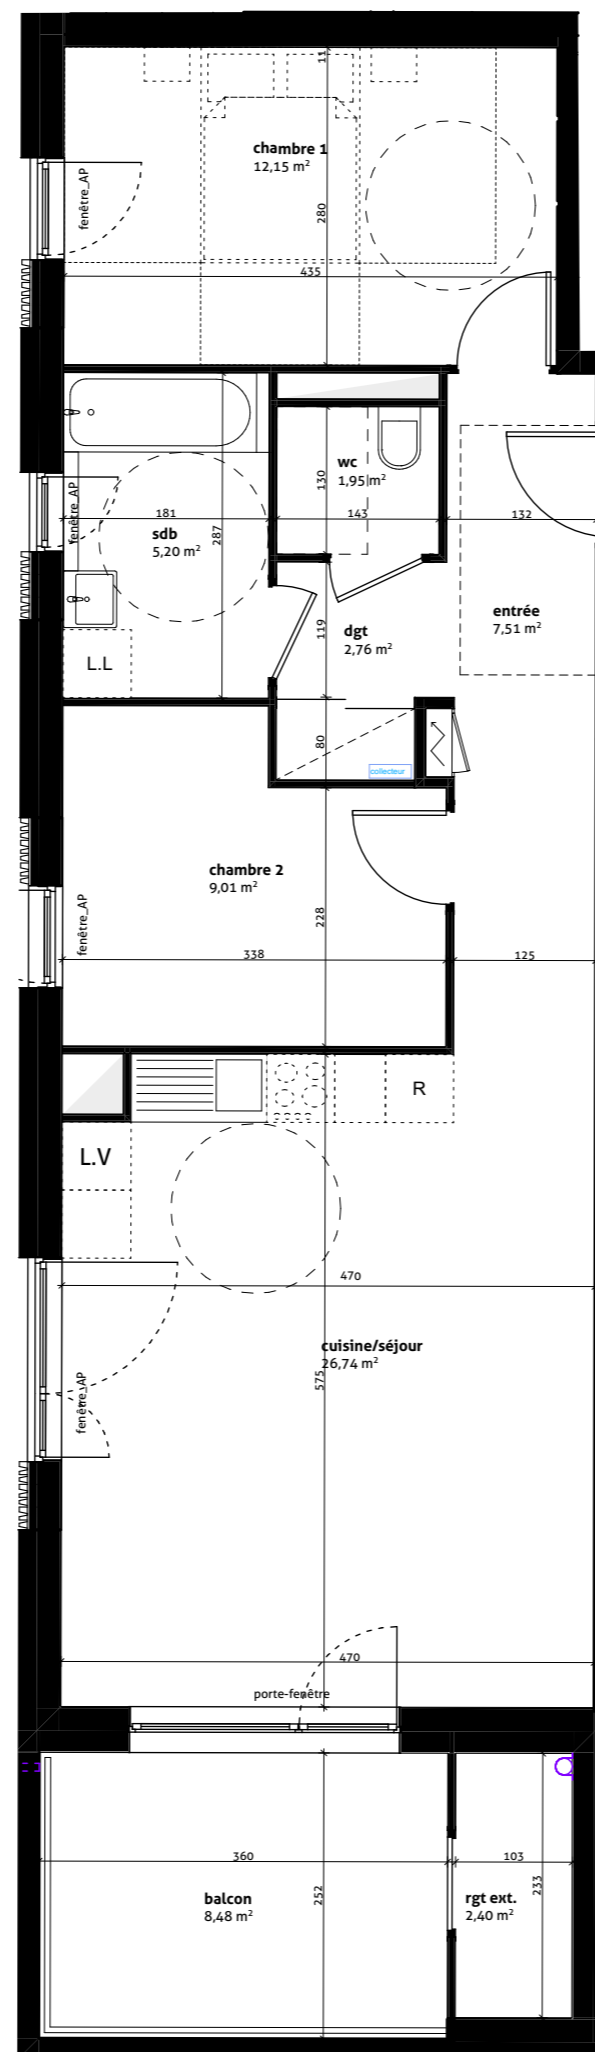 11
chambre 1
12,15 m²
fenêtre_AP
280
435
wc
1,95 m²
130
181
143
132
fenêtre_AP
sdb
5,20 m²
287
entrée
7,51 m²
dgt
2,76 m²
119
L.L
80
collecteur
chambre 2
9,01 m²
fenêtre_AP
228
338
125
R
L.V
470
cuisine/séjour
26,74 m²
575
fenêtre_AP
470
porte-fenêtre
360
103
balcon
8,48 m²
252
rgt ext.
2,40 m²
233